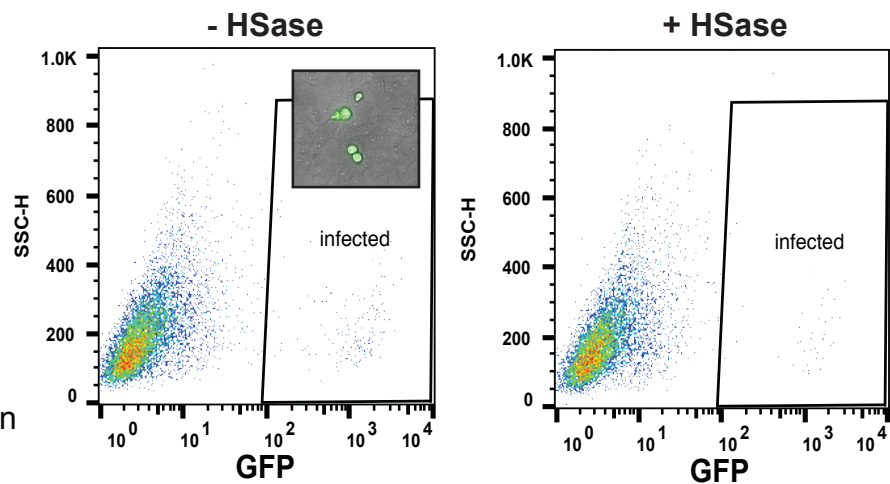 - HSase
1.0K
800
600
400
200
0
SSC-H
infected
10^0 10^1 10^2 10^3 10^4
GFP
n
+ HSase
1.0K
800
600
400
200
0
SSC-H
infected
10^0 10^1 10^2 10^3 10^4
GFP